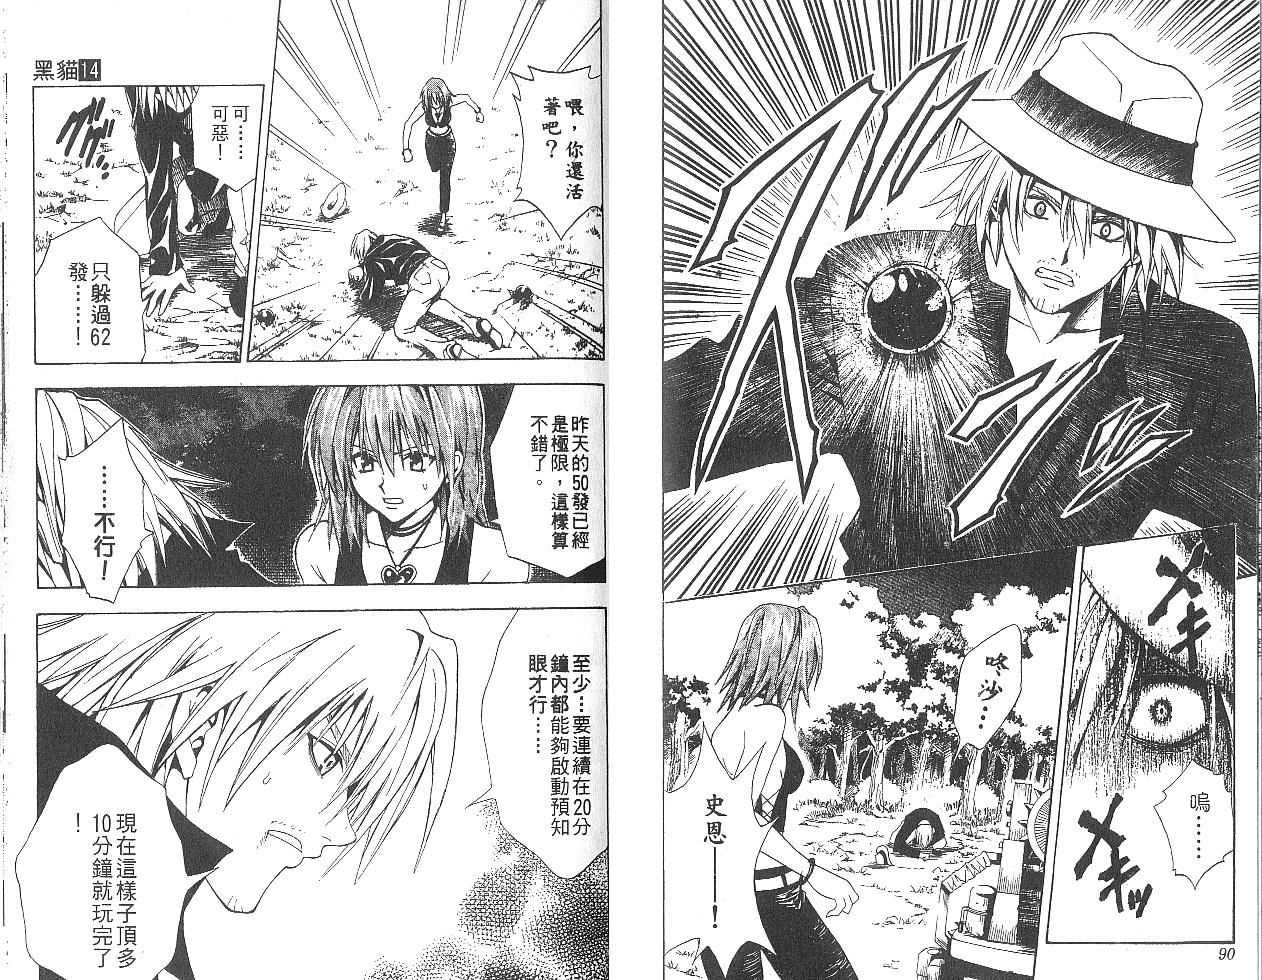 嗚……
咚沙…
史恩——！
90
黑貓14
喂，你還活
著吧？
可……
可惡！
只躲過62
發……！
昨天的50發已經
是極限，這樣算
不錯了。
……不行！
至少…要連續在20分
鐘內都能夠啟動預知
眼才行……
現在這樣子頂多
10分鐘就玩完了
！